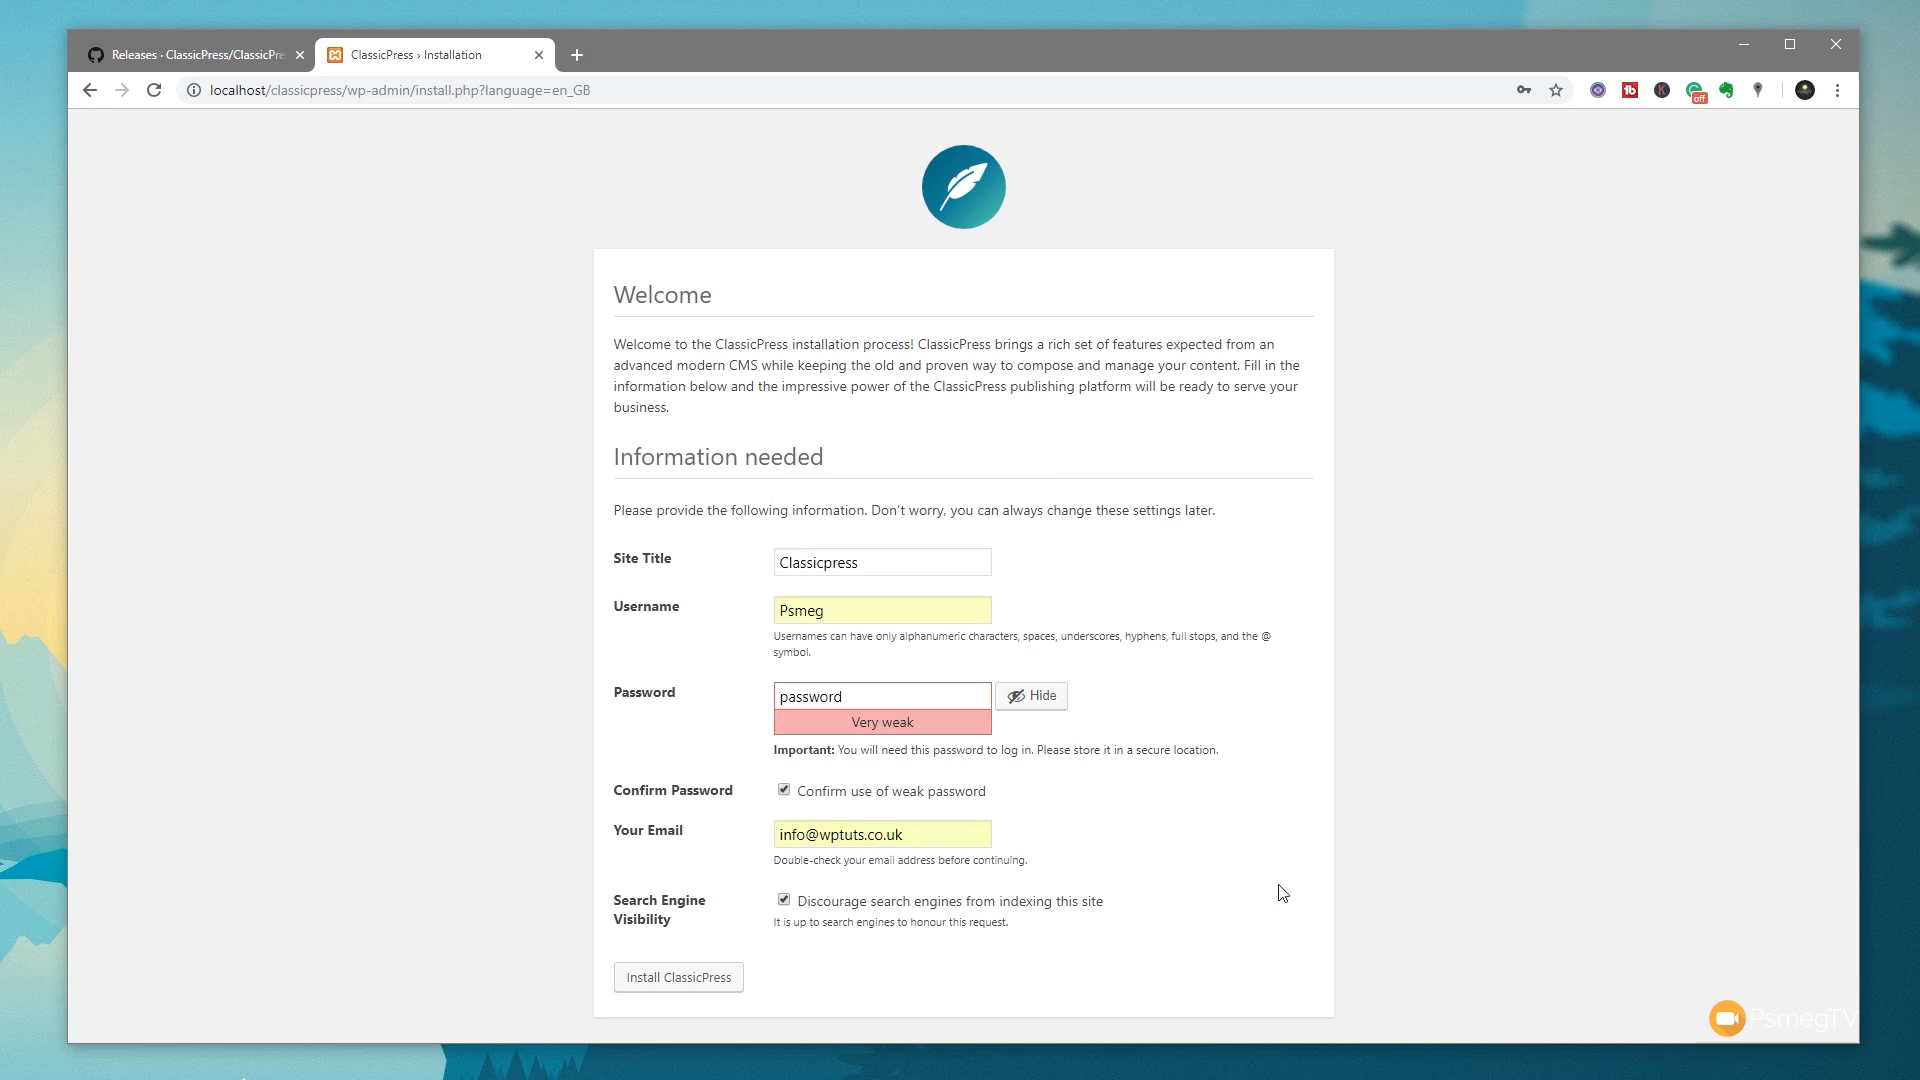 Releases · ClassicPress/ClassicPre
ClassicPress › Installation
localhost/classicpress/wp-admin/install.php?language=en_GB
tb
K
off
Welcome
Welcome to the ClassicPress installation process! ClassicPress brings a rich set of features expected from an
advanced modern CMS while keeping the old and proven way to compose and manage your content. Fill in the
information below and the impressive power of the ClassicPress publishing platform will be ready to serve your
business.
Information needed
Please provide the following information. Don't worry, you can always change these settings later.
Site Title
Classicpress
Username
Psmeg
Usernames can have only alphanumeric characters, spaces, underscores, hyphens, full stops, and the @
symbol.
Password
password
Hide
Very weak
Important: You will need this password to log in. Please store it in a secure location.
Confirm Password
Confirm use of weak password
Your Email
info@wptuts.co.uk
Double-check your email address before continuing.
Search Engine
Visibility
Discourage search engines from indexing this site
It is up to search engines to honour this request.
Install ClassicPress
PsmegTV